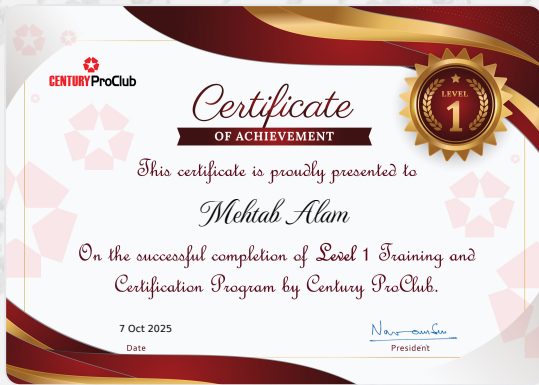 CENTURY ProClub
LEVEL
1
Certificate
OF ACHIEVEMENT
This certificate is proudly presented to
Mehtab Alam
On the successful completion of Level 1 Training and
Certification Program by Century ProClub.
7 Oct 2025
Date
President